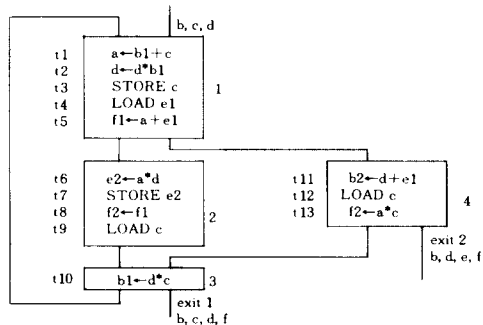 b, c, d
t1 a←b1+c
t2 d←d*b1
t3 STORE c
t4 LOAD e1
t5 f1←a+e1
1
t6 e2←a*d
t7 STORE e2
t8 f2←f1
t9 LOAD c
2
t11 b2←d+e1
t12 LOAD c
t13 f2←a*c
4
exit 2
b, d, e, f
t10 b1←d*c 3
exit 1
b, c, d, f